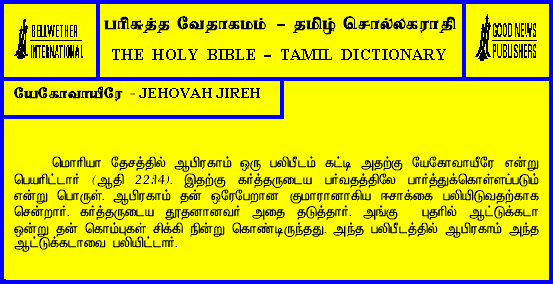 BELLWETHER
INTERNATIONAL
பரிசுத்த வேதாகமம் – தமிழ் சொல்லகராதி
THE HOLY BIBLE – TAMIL DICTIONARY
GOOD NEWS
PUBLISHERS
யேகோவாயீரே - JEHOVAH JIREH
மொரியா தேசத்தில் ஆபிரகாம் ஒரு பலிபீடம் கட்டி அதற்கு யேகோவாயீரே என்று
பெயரிட்டார் (ஆதி 22:14). இதற்கு கர்த்தருடைய பர்வதத்திலே பார்த்துக்கொள்ளப்படும்
என்று பொருள். ஆபிரகாம் தன் ஒரேபேறான குமாரனாகிய ஈசாக்கை பலியிடுவதற்காக
சென்றார். கர்த்தருடைய தூதனானவர் அதை தடுத்தார். அங்கு புதரில் ஆட்டுக்கடா
ஒன்று தன் கொம்புகள் சிக்கி நின்று கொண்டிருந்தது. அந்த பலிபீடத்தில் ஆபிரகாம் அந்த
ஆட்டுக்கடாவை பலியிட்டார்.